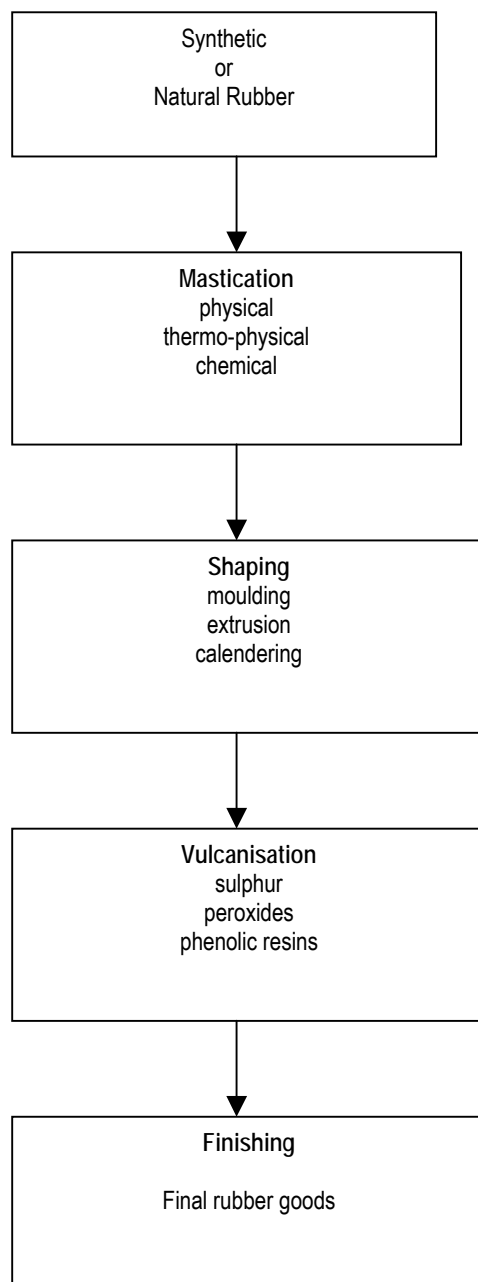 Synthetic
or
Natural Rubber
Mastication
physical
thermo-physical
chemical
Shaping
moulding
extrusion
calendering
Vulcanisation
sulphur
peroxides
phenolic resins
Finishing
Final rubber goods